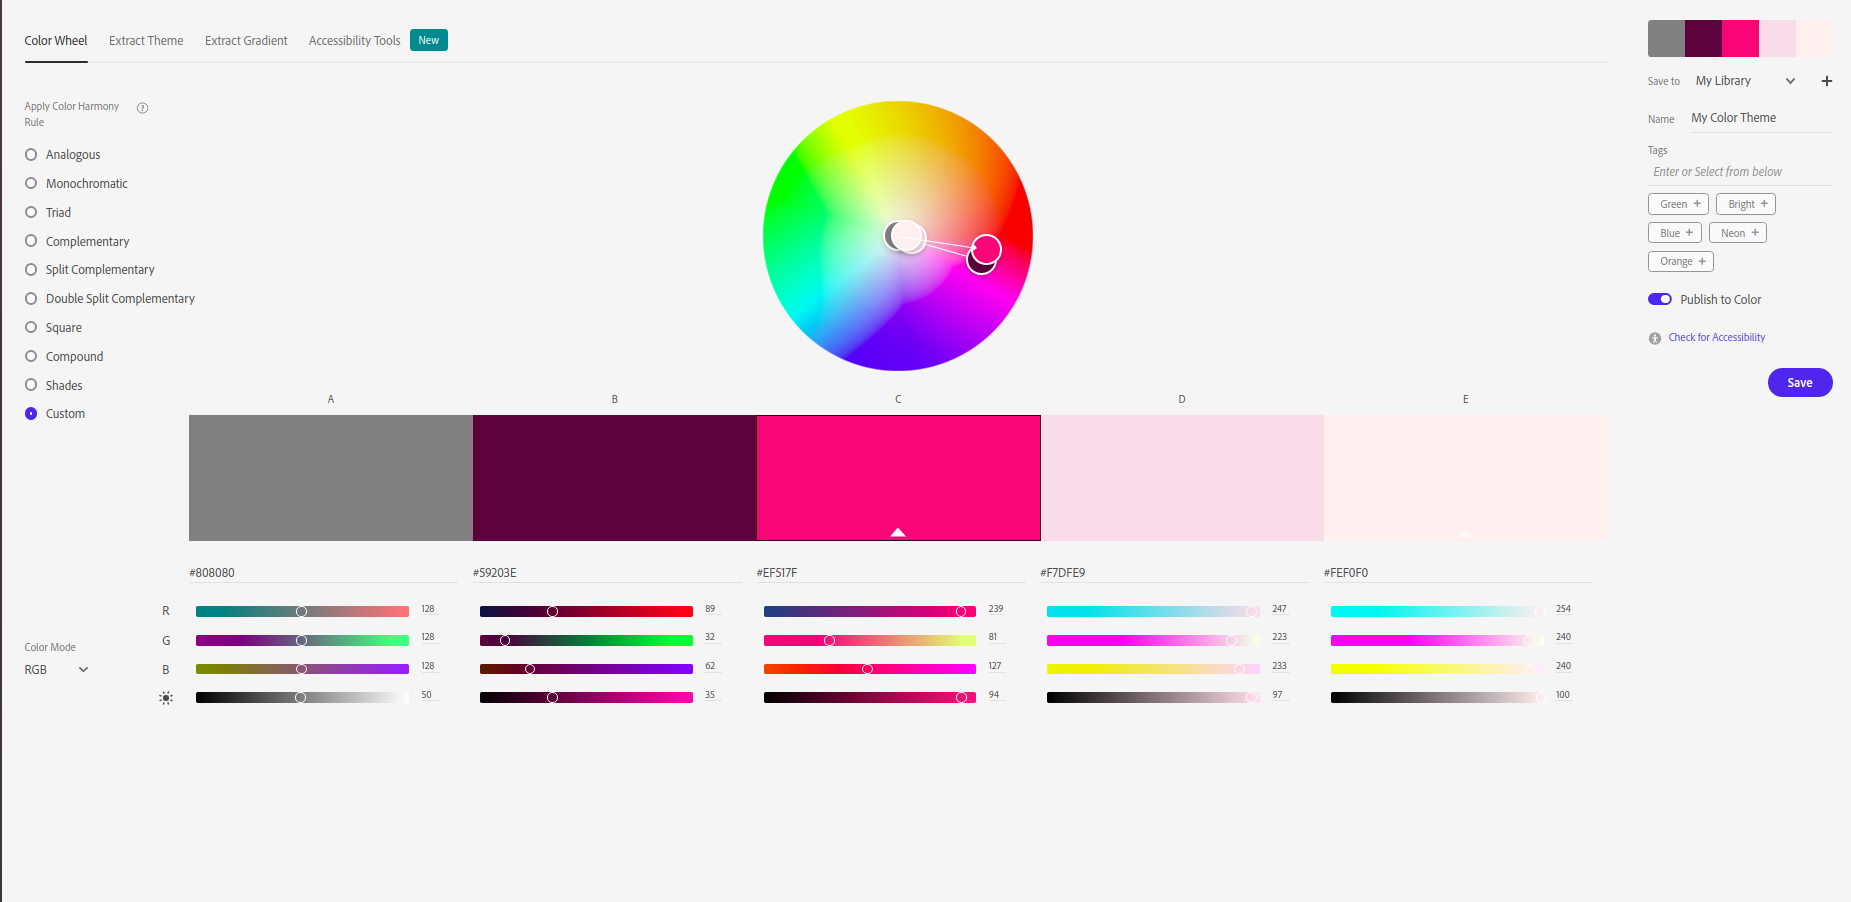 Color Wheel Extract Theme Extract Gradient Accessibility Tools New
Apply Color Harmony
Rule
?
Analogous
Monochromatic
Triad
Complementary
Split Complementary
Double Split Complementary
Square
Compound
Shades
Custom
A B C D E
#808080 #59203E #EF517F #F7DFE9 #FEF0F0
R 128 89 239 247 254
G 128 32 81 223 240
B 128 62 127 233 240
50 35 94 97 100
Color Mode
RGB
Save to My Library +
Name My Color Theme
Tags
Enter or Select from below
Green + Bright +
Blue + Neon +
Orange +
Publish to Color
Check for Accessibility
Save